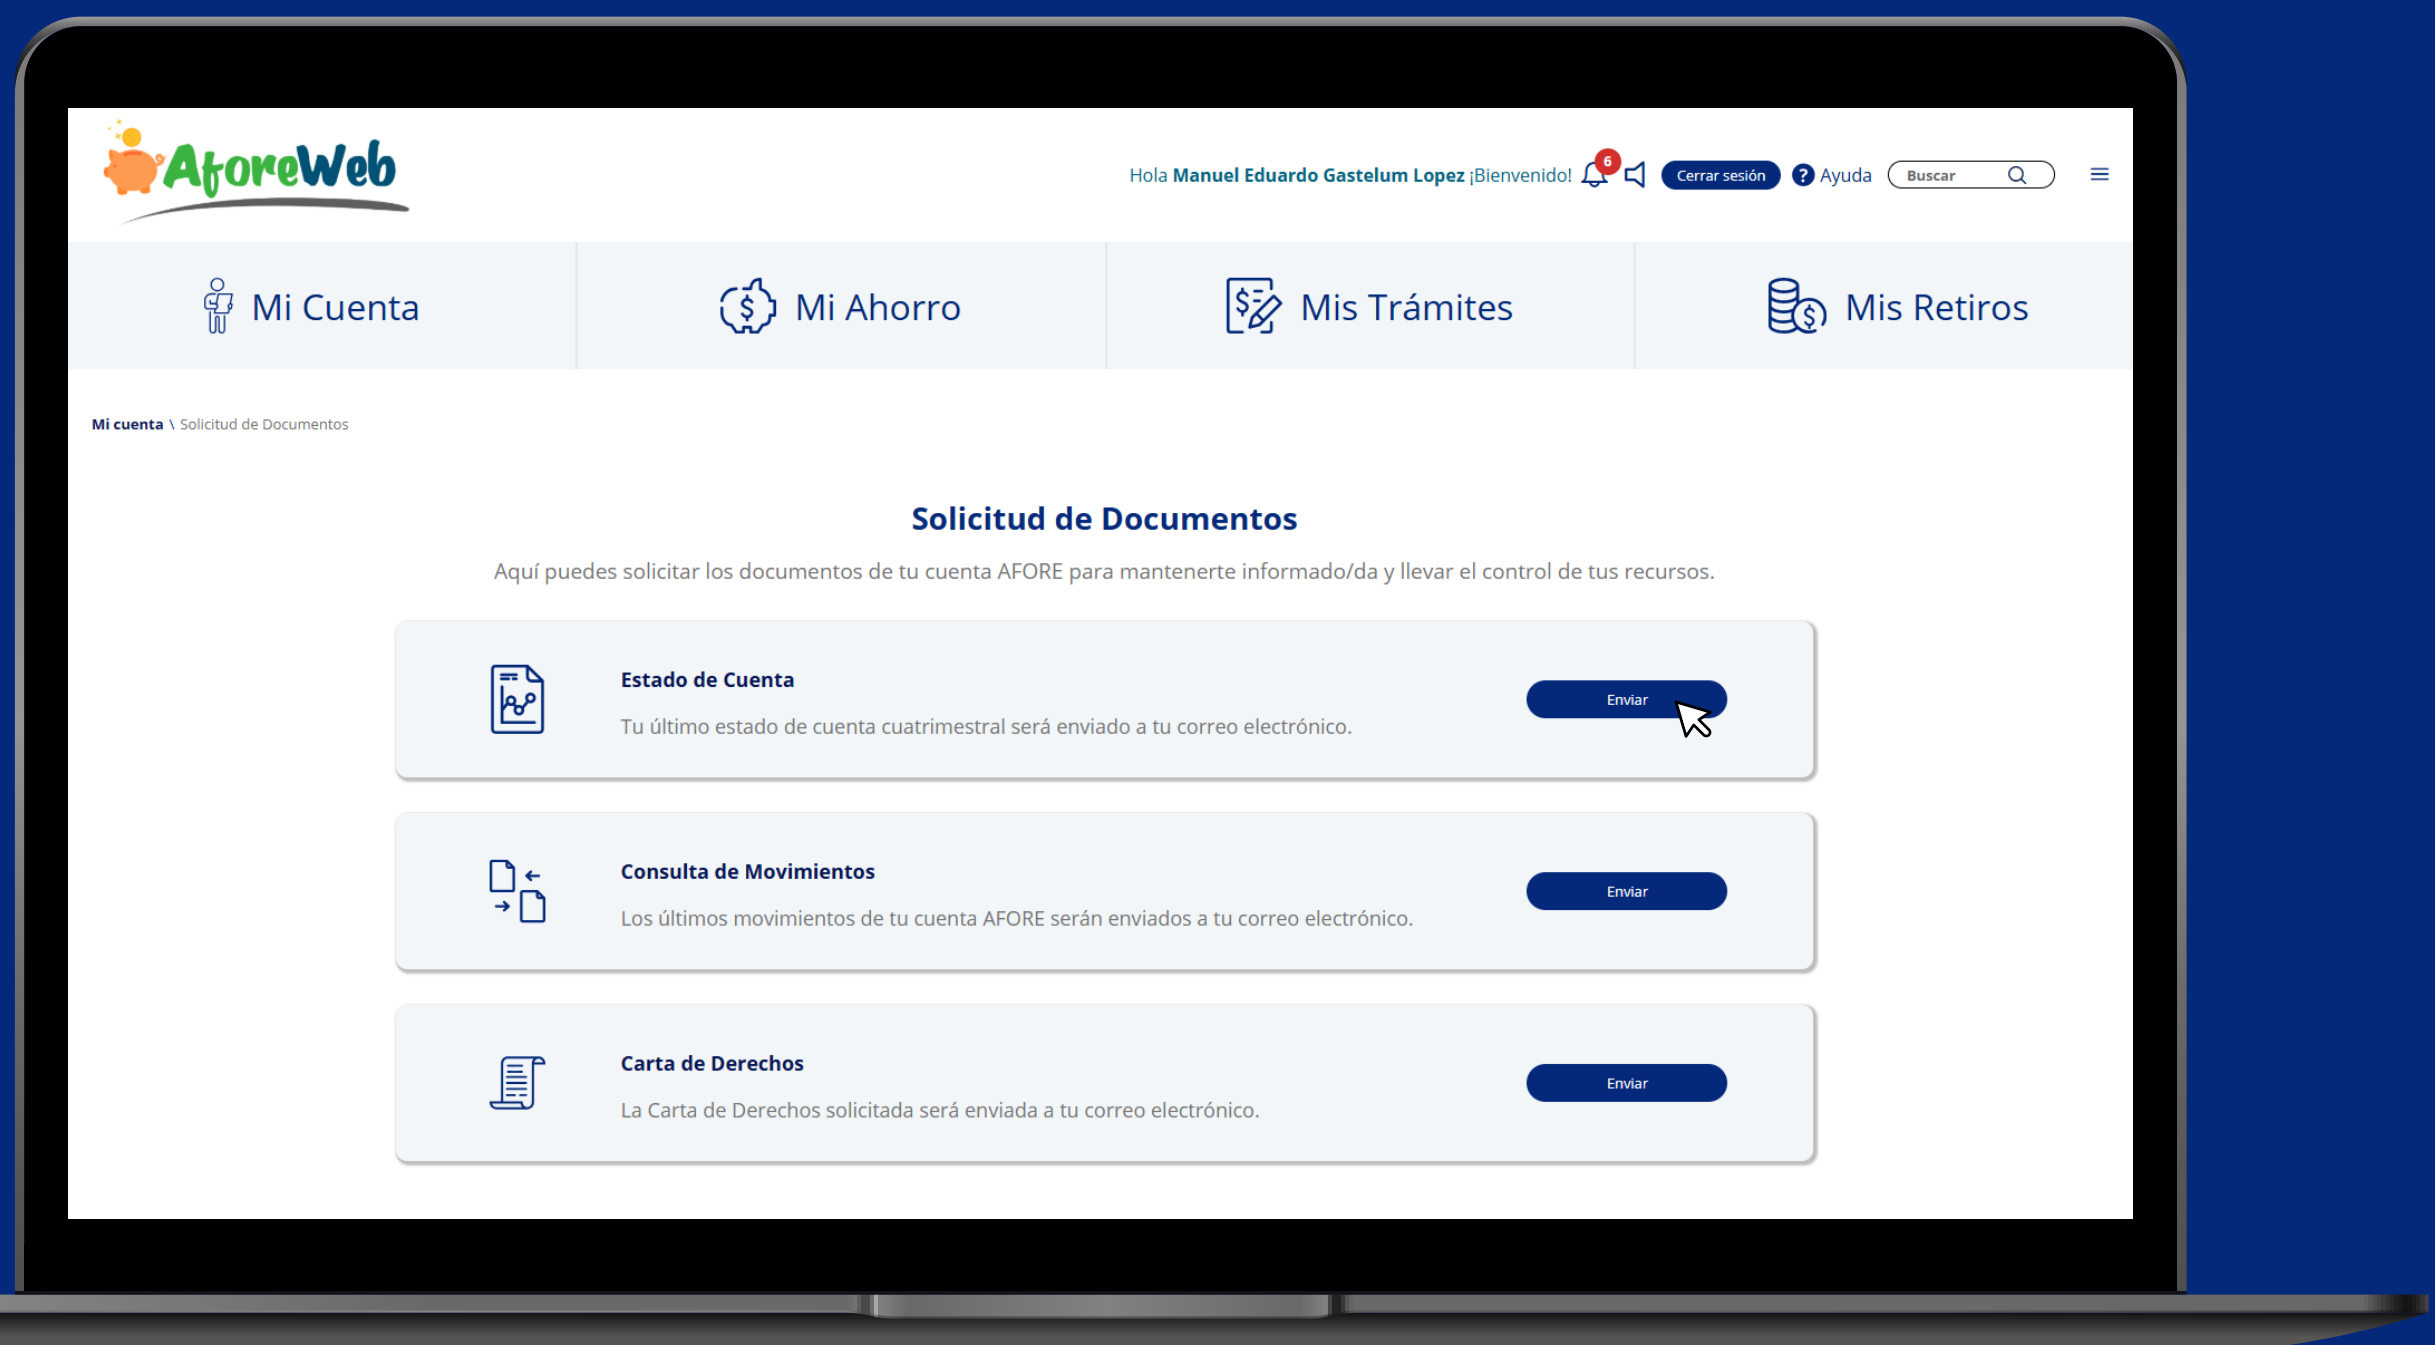 AforeWeb
Hola Manuel Eduardo Gastelum Lopez ¡Bienvenido! 6 Cerrar sesión ? Ayuda Buscar
Mi Cuenta
Mi Ahorro
Mis Trámites
Mis Retiros
Mi cuenta \ Solicitud de Documentos
Solicitud de Documentos
Aquí puedes solicitar los documentos de tu cuenta AFORE para mantenerte informado/da y llevar el control de tus recursos.
Estado de Cuenta
Tu último estado de cuenta cuatrimestral será enviado a tu correo electrónico.
Enviar
Consulta de Movimientos
Los últimos movimientos de tu cuenta AFORE serán enviados a tu correo electrónico.
Enviar
Carta de Derechos
La Carta de Derechos solicitada será enviada a tu correo electrónico.
Enviar